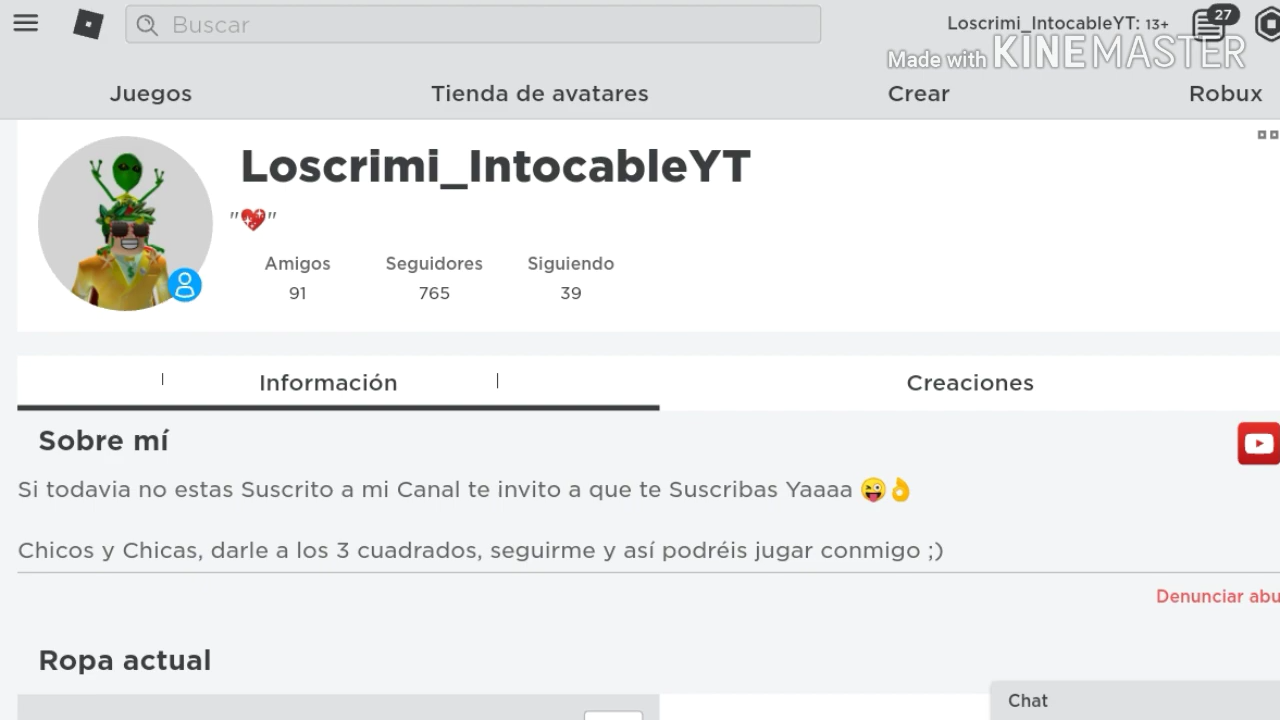 Buscar
Loscrimi_IntocableYT: 13+
27
Made with KINEMASTER
Juegos
Tienda de avatares
Crear
Robux
Loscrimi_IntocableYT
"💖"
Amigos
Seguidores
Siguiendo
91
765
39
Información
Creaciones
Sobre mí
Si todavia no estas Suscrito a mi Canal te invito a que te Suscribas Yaaaa 😜👌
Chicos y Chicas, darle a los 3 cuadrados, seguirme y así podréis jugar conmigo ;)
Denunciar abu
Ropa actual
Chat